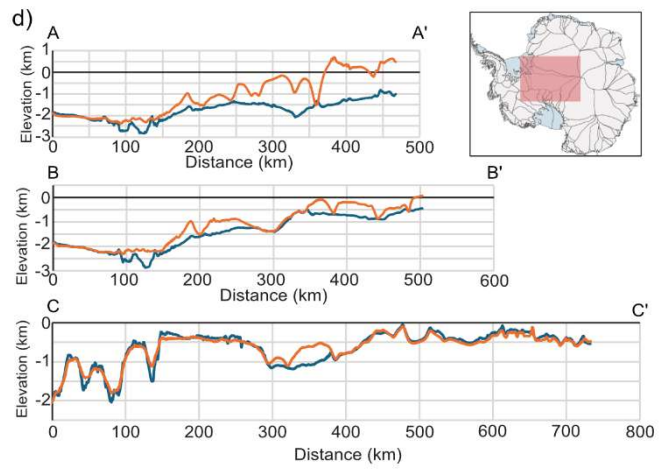 d)
A A'
Elevation (km)
1
0
-1
-2
-3
0 100 200 300 400 500
Distance (km)
B B'
Elevation (km)
0
-1
-2
-3
0 100 200 300 400 500 600
Distance (km)
C C'
Elevation (km)
0
-1
-2
0 100 200 300 400 500 600 700 800
Distance (km)